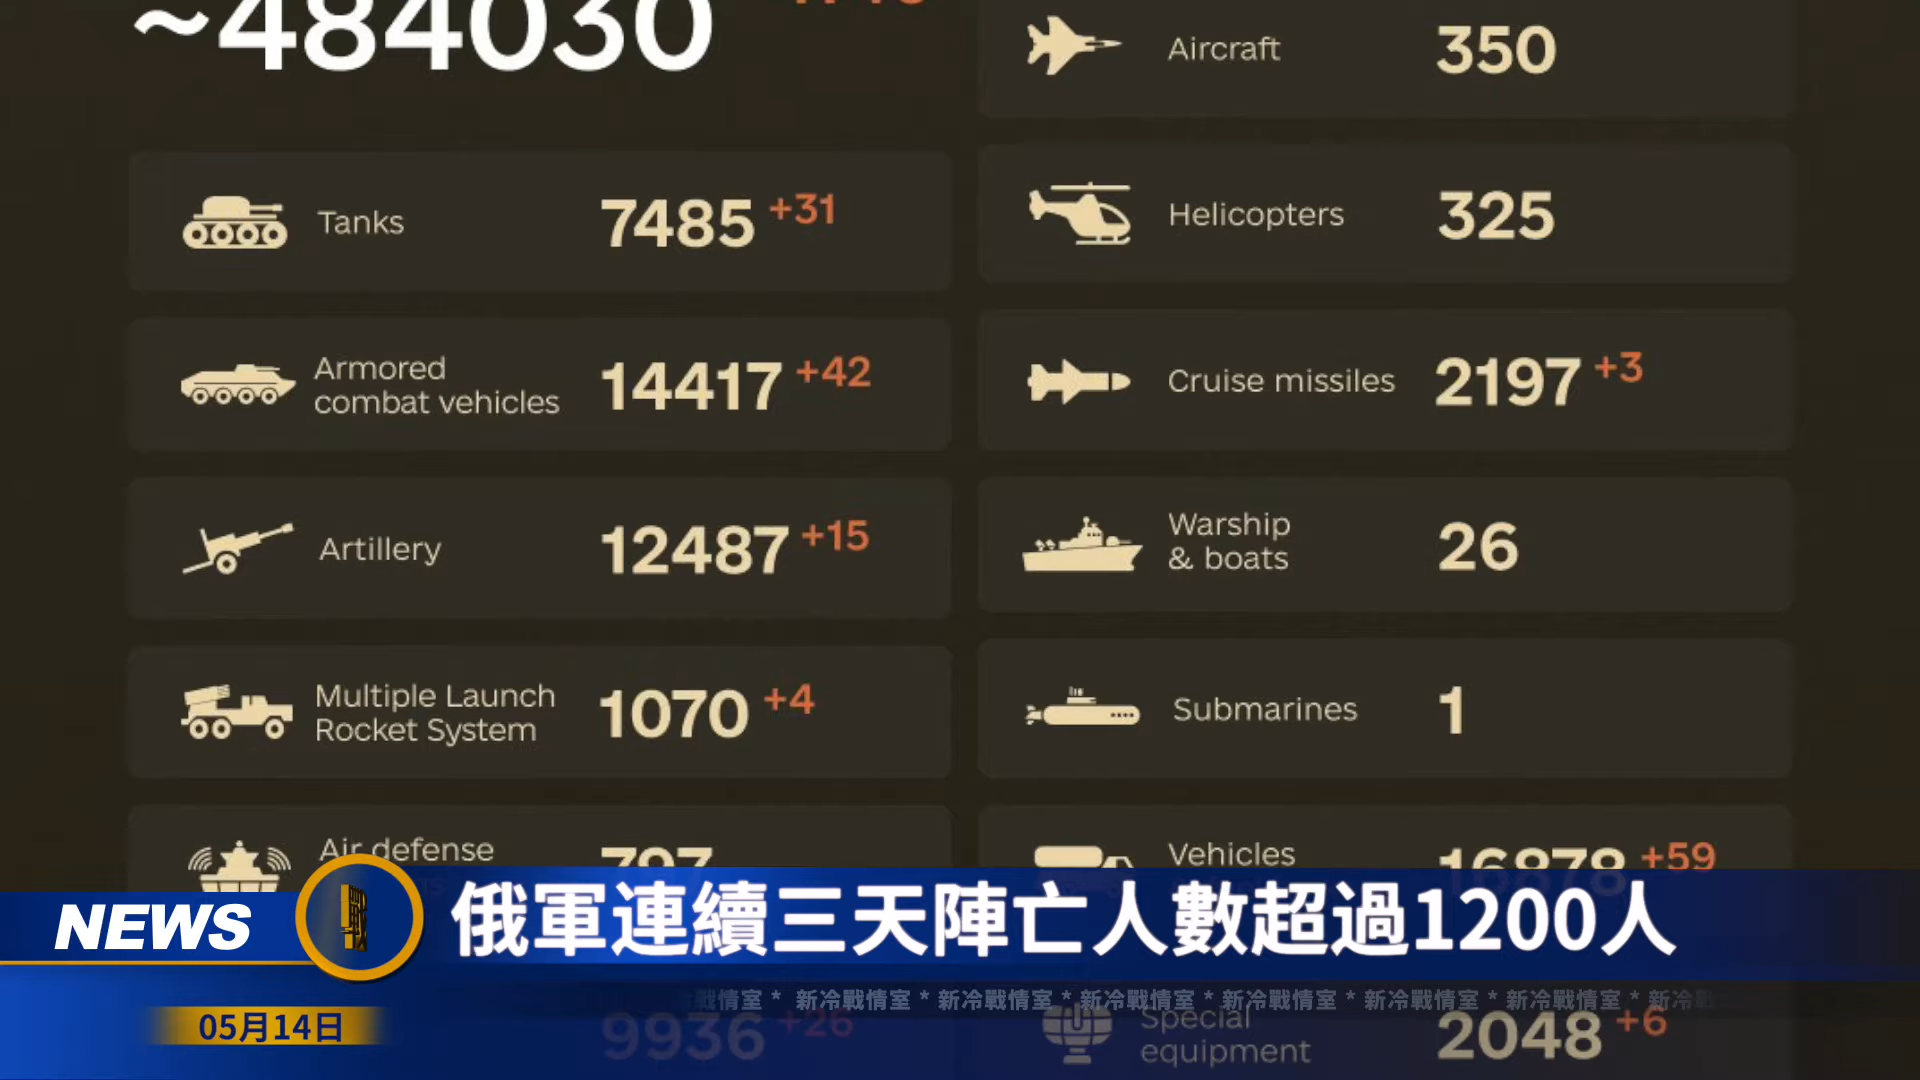 ~484030
Aircraft 350
Tanks 7485 +31
Helicopters 325
Armored
combat vehicles 14417 +42
Cruise missiles 2197 +3
Artillery 12487 +15
Warship
& boats 26
Multiple Launch
Rocket System 1070 +4
Submarines 1
Air defense 797
Vehicles 16878 +59
NEWS
俄軍連續三天陣亡人數超過1200人
戰情室 * 新冷戰情室 * 新冷戰情室 * 新冷戰情室 * 新冷戰情室 * 新冷戰情室 * 新冷戰情室 * 新冷
05月14日
9936 +26
Special
equipment 2048 +6